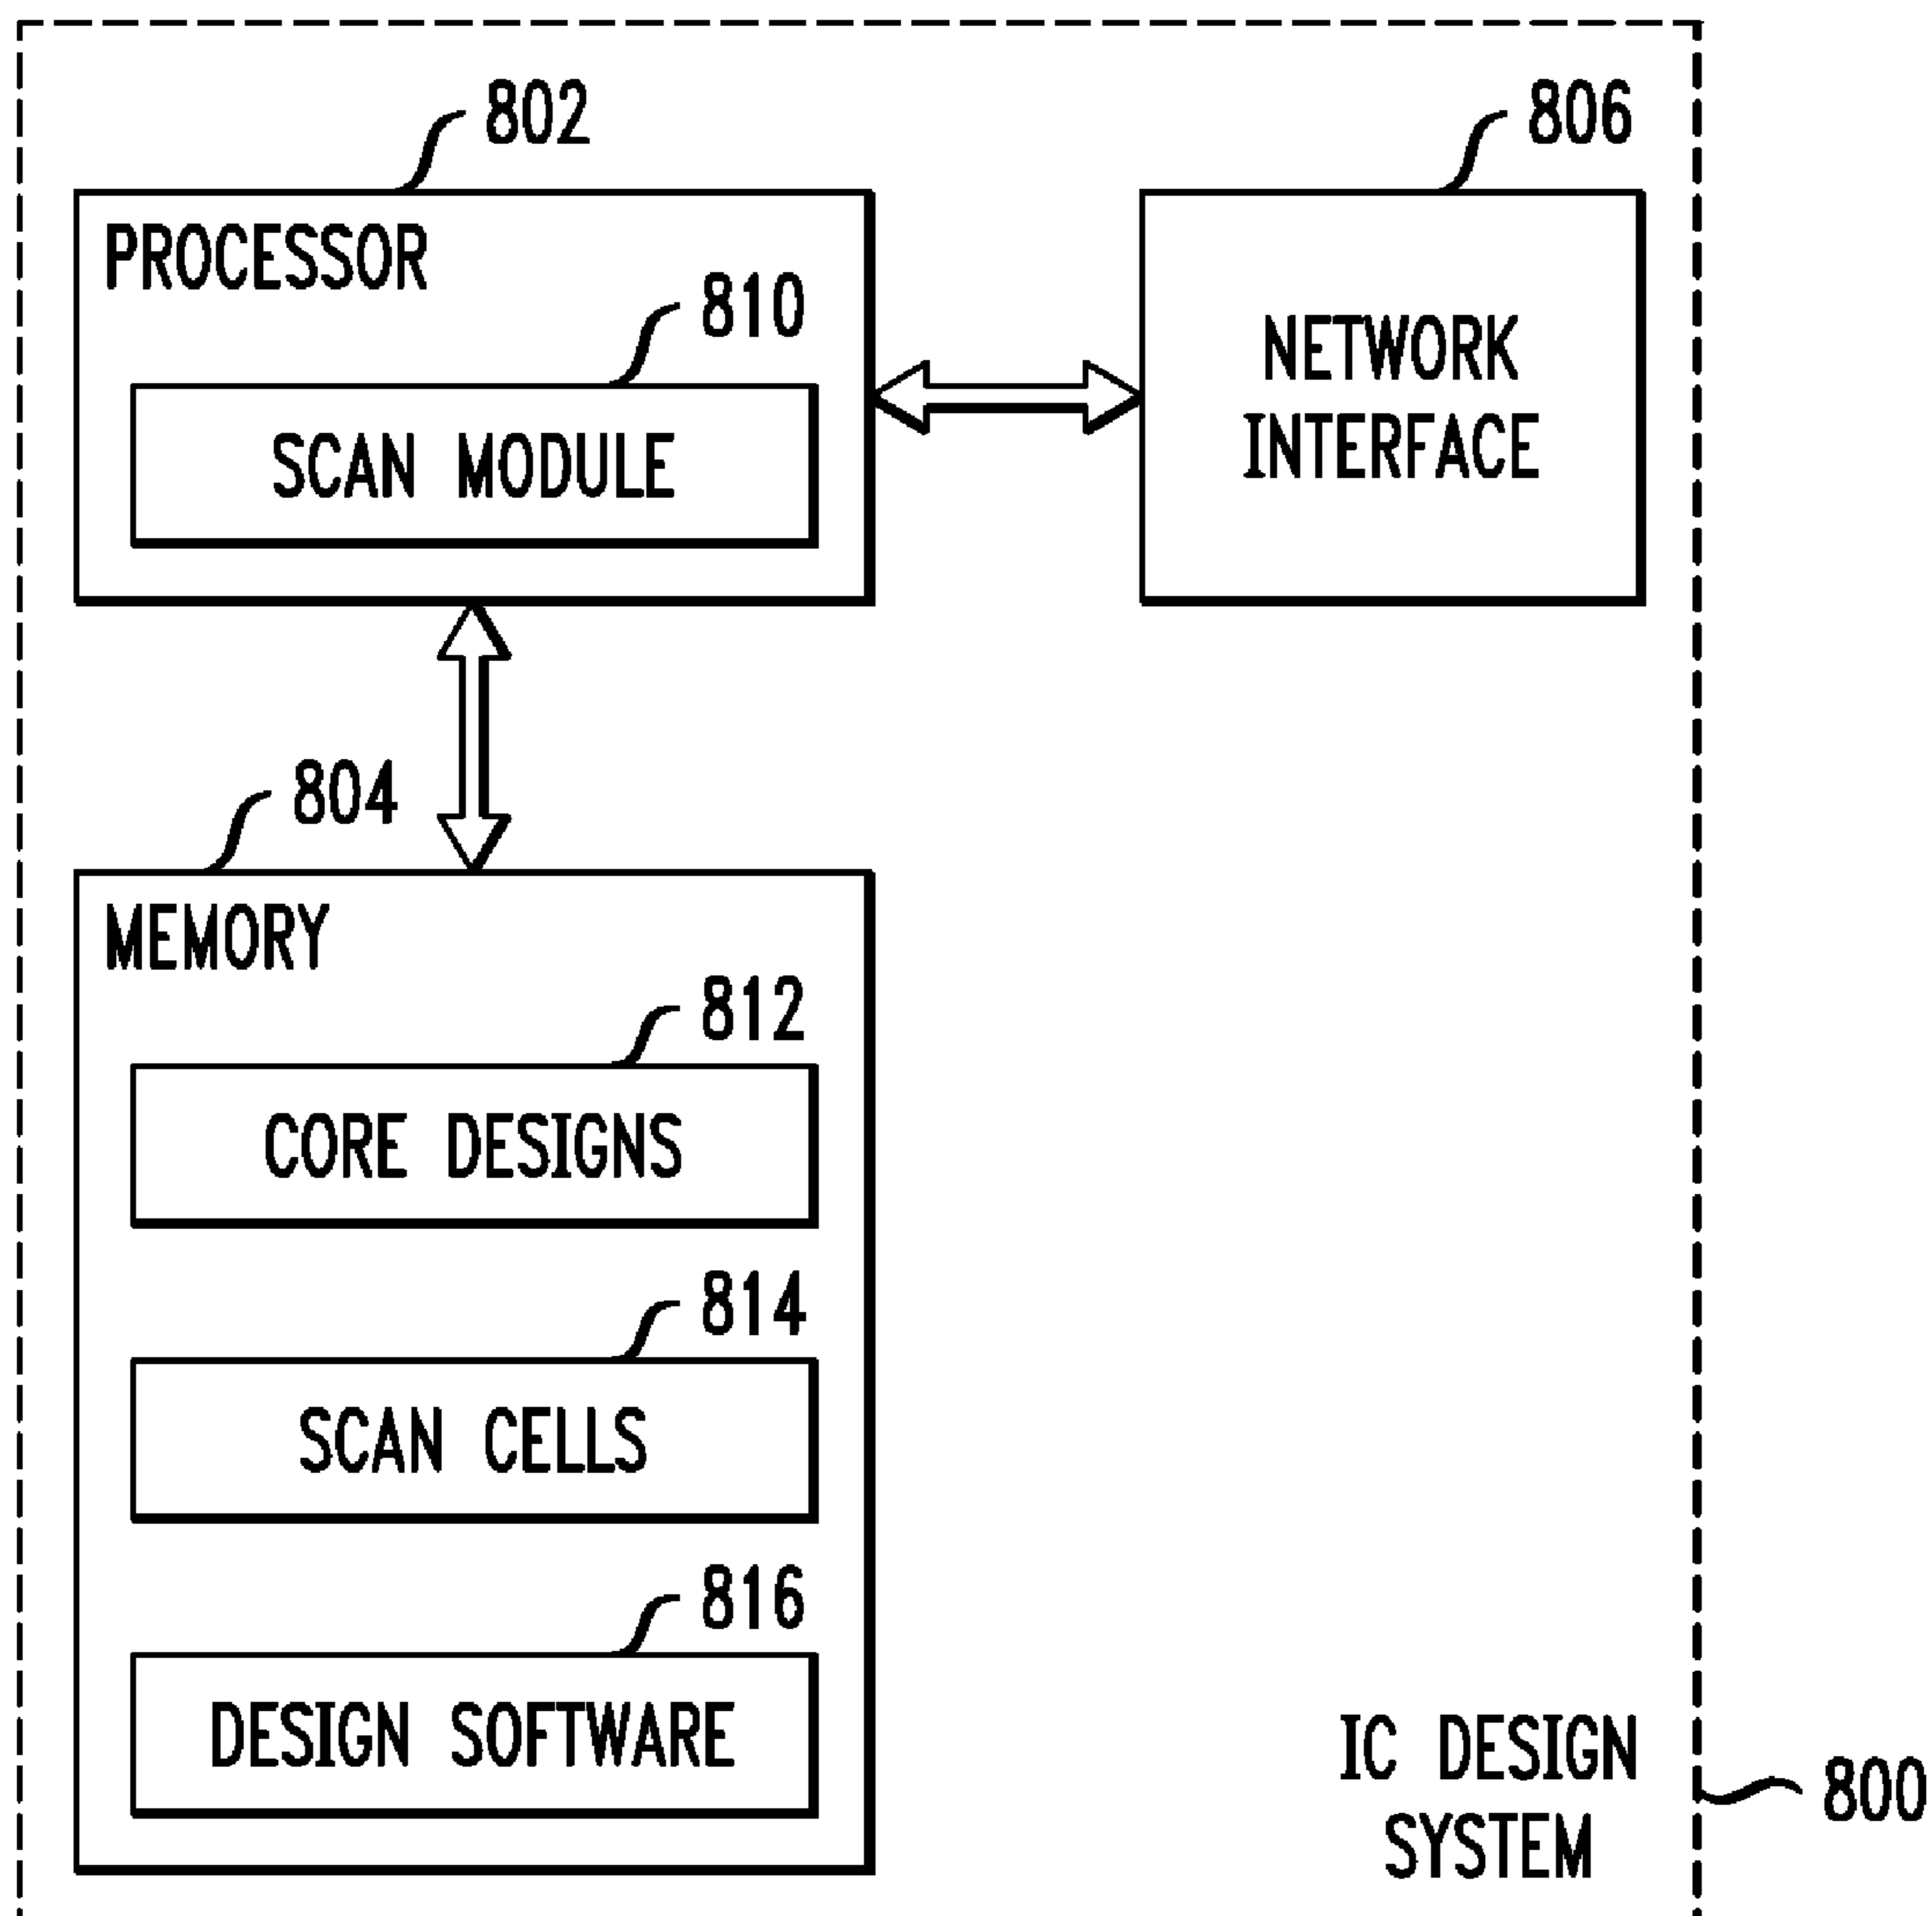 802
806
PROCESSOR
810
SCAN MODULE
NETWORK
INTERFACE
804
MEMORY
812
CORE DESIGNS
814
SCAN CELLS
816
DESIGN SOFTWARE
IC DESIGN
SYSTEM
800